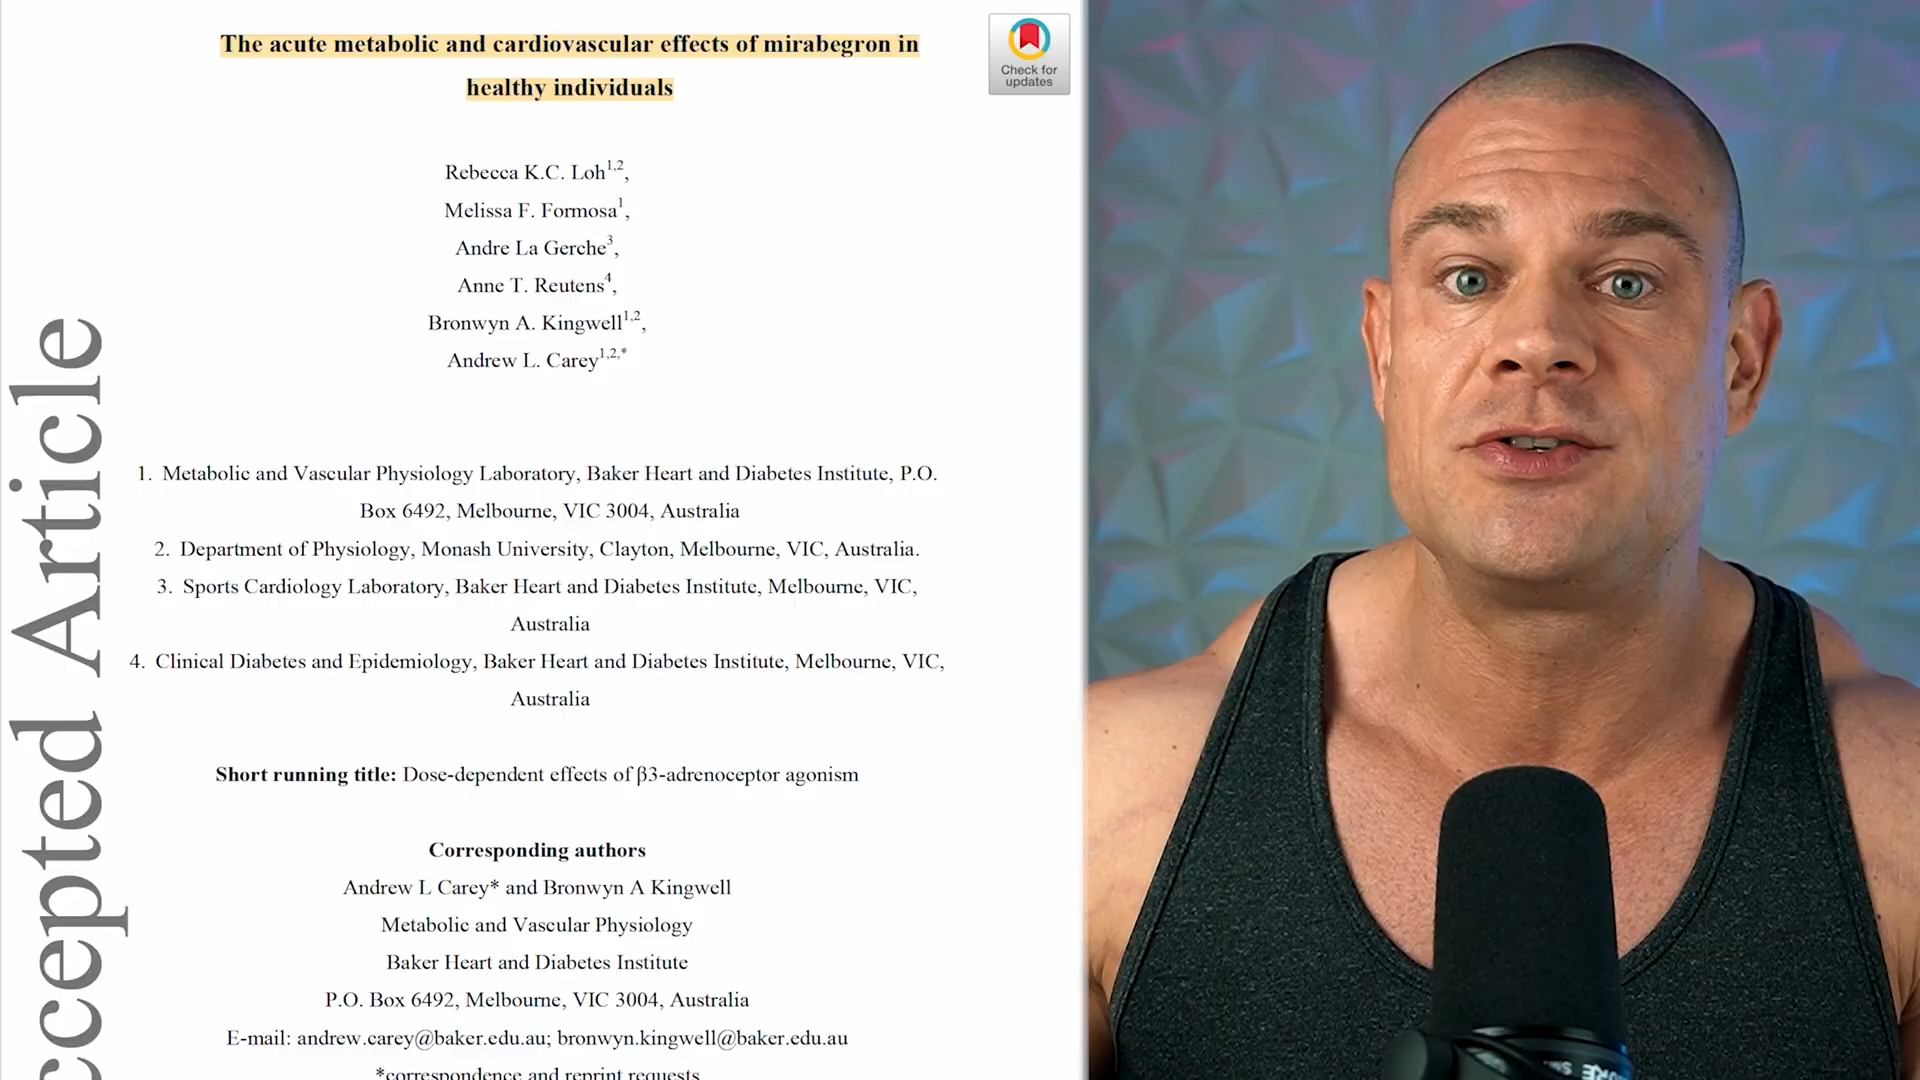 The acute metabolic and cardiovascular effects of mirabegron in
healthy individuals
Check for
updates
Rebecca K.C. Loh1,2,
Melissa F. Formosa1,
Andre La Gerche3,
Anne T. Reutens4,
Bronwyn A. Kingwell1,2,
Andrew L. Carey1,2,*
1. Metabolic and Vascular Physiology Laboratory, Baker Heart and Diabetes Institute, P.O.
Box 6492, Melbourne, VIC 3004, Australia
2. Department of Physiology, Monash University, Clayton, Melbourne, VIC, Australia.
3. Sports Cardiology Laboratory, Baker Heart and Diabetes Institute, Melbourne, VIC,
Australia
4. Clinical Diabetes and Epidemiology, Baker Heart and Diabetes Institute, Melbourne, VIC,
Australia
Short running title: Dose-dependent effects of β3-adrenoceptor agonism
Corresponding authors
Andrew L Carey* and Bronwyn A Kingwell
Metabolic and Vascular Physiology
Baker Heart and Diabetes Institute
P.O. Box 6492, Melbourne, VIC 3004, Australia
E-mail: andrew.carey@baker.edu.au; bronwyn.kingwell@baker.edu.au
*correspondence and reprint requests
ccepted Article